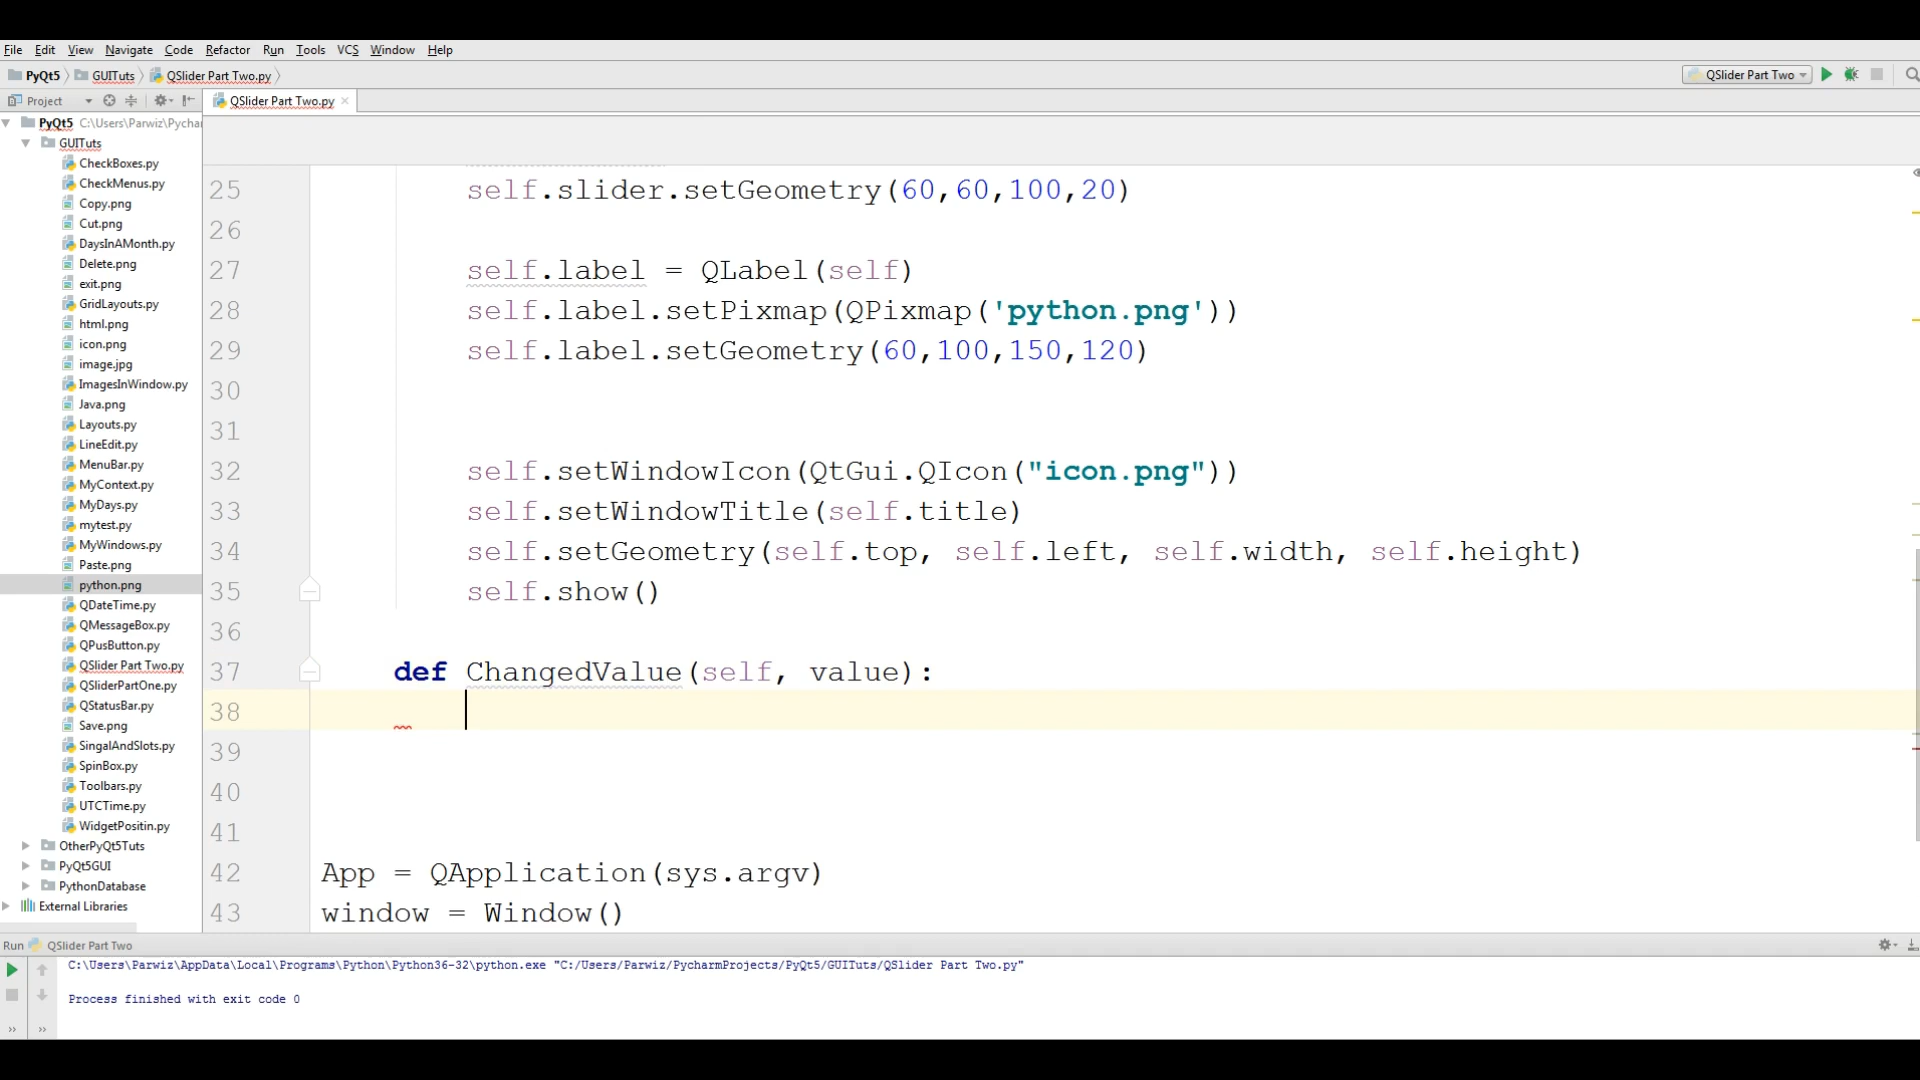 File Edit View Navigate Code Refactor Run Tools VCS Window Help
PyQt5 GUITuts QSlider Part Two.py QSlider Part Two
Project QSlider Part Two.py
PyQt5 C:\Users\Parwiz\Pychar
GUITuts
CheckBoxes.py
CheckMenus.py
Copy.png
Cut.png
DaysInAMonth.py
Delete.png
exit.png
GridLayouts.py
html.png
icon.png
image.jpg
ImagesInWindow.py
Java.png
Layouts.py
LineEdit.py
MenuBar.py
MyContext.py
MyDays.py
mytest.py
MyWindows.py
Paste.png
python.png
QDateTime.py
QMessageBox.py
QPusButton.py
QSlider Part Two.py
QSliderPartOne.py
QStatusBar.py
Save.png
SingalAndSlots.py
SpinBox.py
Toolbars.py
UTCTime.py
WidgetPositin.py
OtherPyQt5Tuts
PyQt5GUI
PythonDatabase
External Libraries
25 self.slider.setGeometry(60,60,100,20)
26
27 self.label = QLabel(self)
28 self.label.setPixmap(QPixmap('python.png'))
29 self.label.setGeometry(60,100,150,120)
30
31
32 self.setWindowIcon(QtGui.QIcon("icon.png"))
33 self.setWindowTitle(self.title)
34 self.setGeometry(self.top, self.left, self.width, self.height)
35 self.show()
36
37 def ChangedValue(self, value):
38
39
40
41
42 App = QApplication(sys.argv)
43 window = Window()
Run QSlider Part Two
C:\Users\Parwiz\AppData\Local\Programs\Python\Python36-32\python.exe "C:/Users/Parwiz/PycharmProjects/PyQt5/GUITuts/QSlider Part Two.py"
Process finished with exit code 0